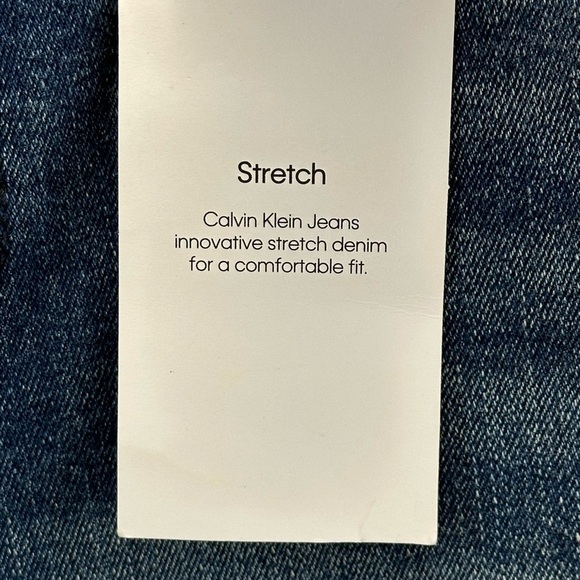 Stretch
Calvin Klein Jeans
innovative stretch denim
for a comfortable fit.